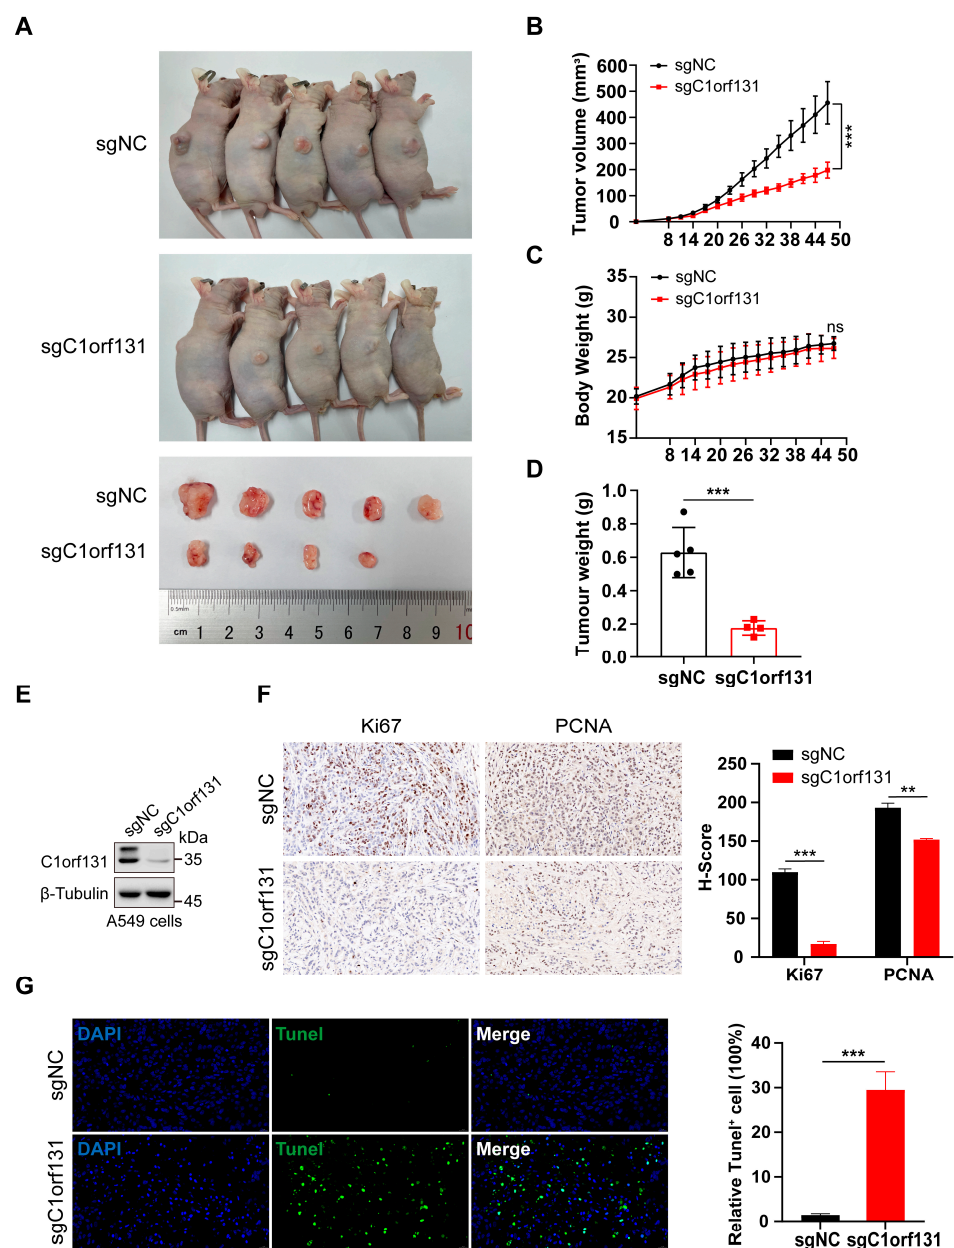 A
sgNC
sgC1orf131
sgNC
sgC1orf131
0.5mm
cm 1 2 3 4 5 6 7 8 9 10
B
sgNC
sgC1orf131
Tumor volume (mm³)
600
500
400
300
200
100
0
8 14 20 26 32 38 44 50
***
C
sgNC
sgC1orf131
Body Weight (g)
35
30
25
20
15
8 14 20 26 32 38 44 50
ns
D
Tumour weight (g)
1.0
0.8
0.6
0.4
0.2
0.0
***
sgNC sgC1orf131
E
sgNC sgC1orf131
kDa
C1orf131
35
β-Tubulin
45
A549 cells
F
Ki67 PCNA
sgNC
sgC1orf131
sgNC
sgC1orf131
H-Score
250
200
150
100
50
0
***
**
Ki67 PCNA
G
sgNC
DAPI Tunel Merge
sgC1orf131
DAPI Tunel Merge
Relative Tunel⁺ cell (100%)
40
30
20
10
0
***
sgNC sgC1orf131